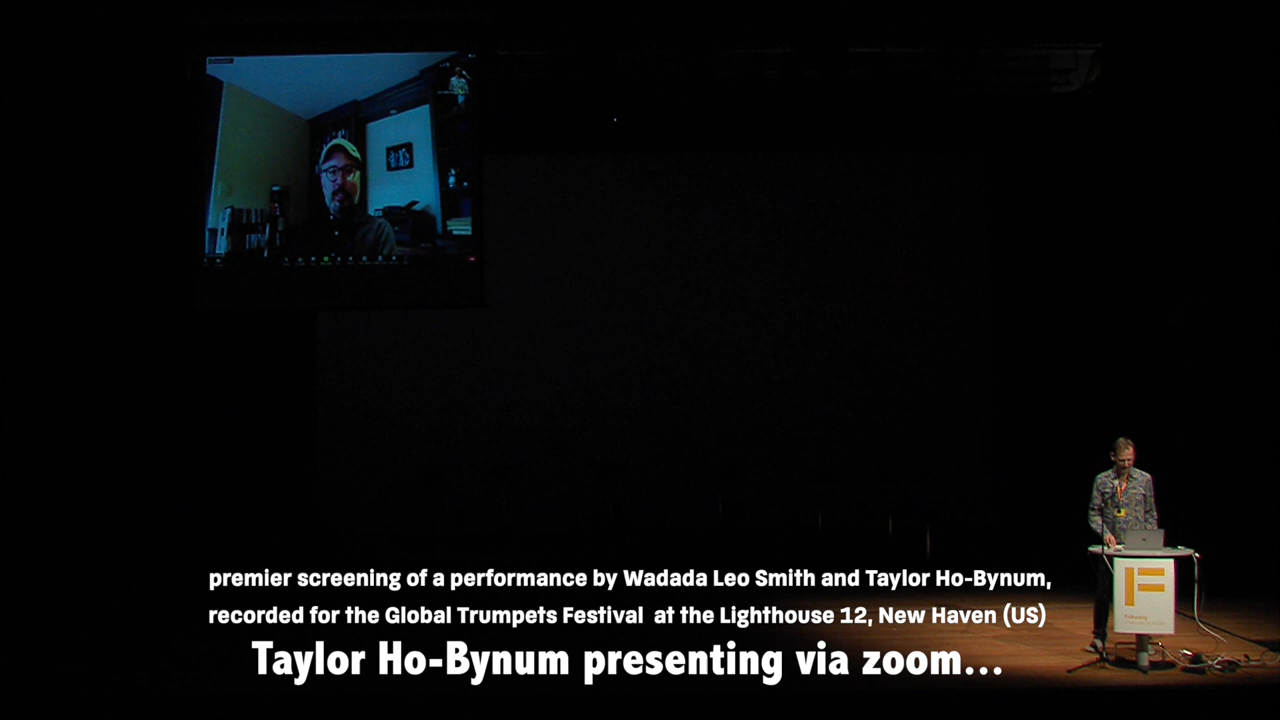 premier screening of a performance by Wadada Leo Smith and Taylor Ho-Bynum,
recorded for the Global Trumpets Festival at the Lighthouse 12, New Haven (US)
Taylor Ho-Bynum presenting via zoom...
F
Folkwang